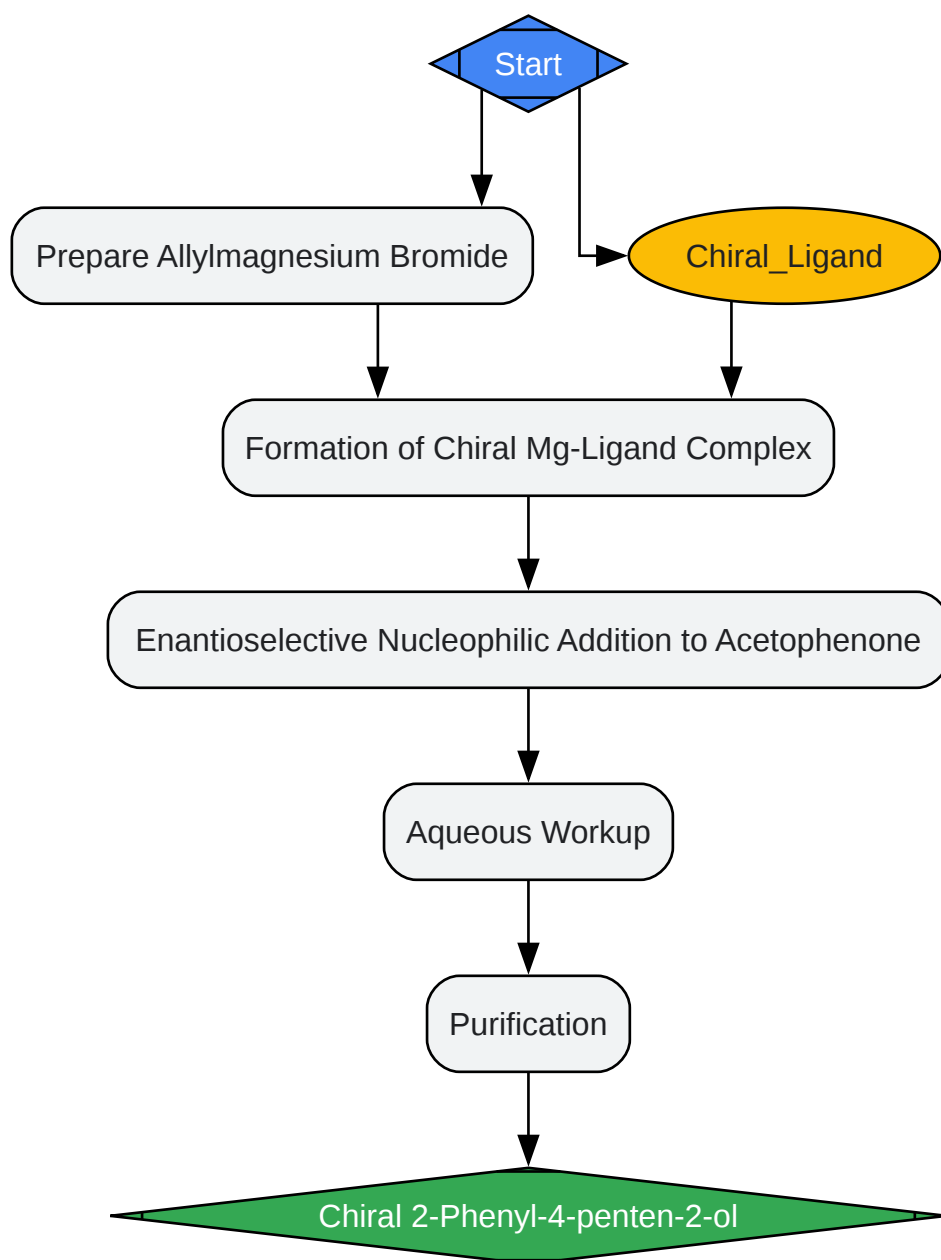 Start
Prepare Allylmagnesium Bromide
Chiral_Ligand
Formation of Chiral Mg-Ligand Complex
Enantioselective Nucleophilic Addition to Acetophenone
Aqueous Workup
Purification
Chiral 2-Phenyl-4-penten-2-ol